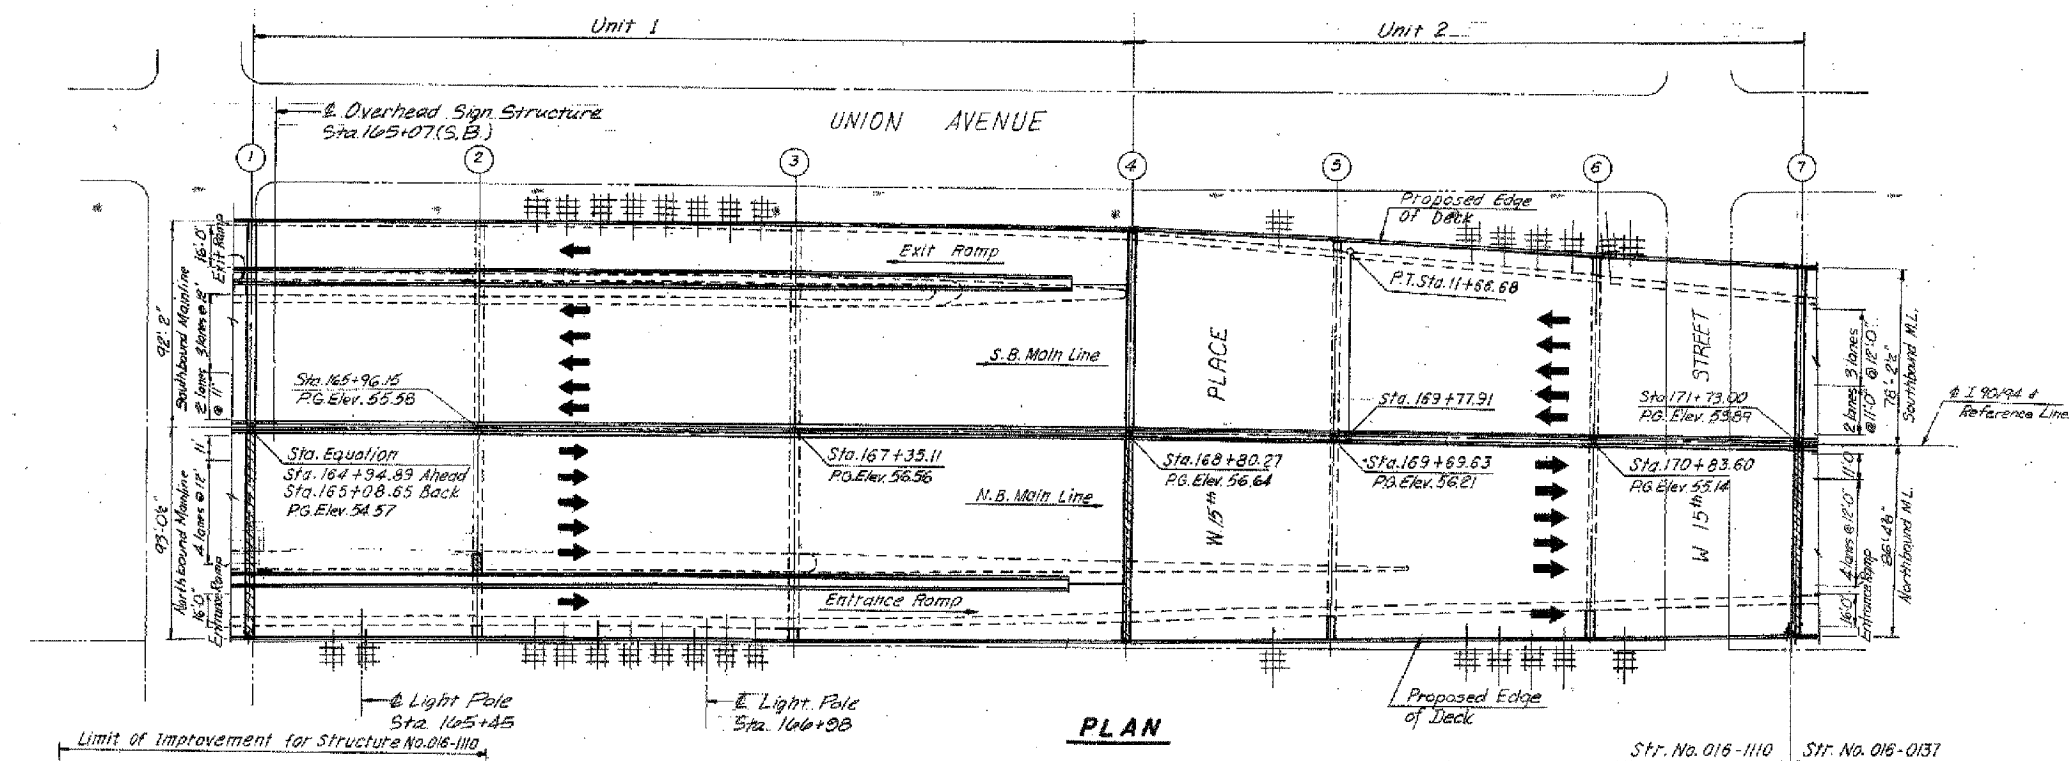 Unit 1
Unit 2
℄ Overhead Sign Structure
Sta. 165+07 (S.B.)
UNION AVENUE
1
2
3
4
5
6
7
Proposed Edge
of Deck
Exit Ramp
P.T. Sta. 11+66.68
S.B. Main Line
PLACE
STREET
Sta. 165+96.15
P.G. Elev. 55.58
Sta. 169+77.91
Sta. 171+73.00
P.G. Elev. 53.89
℄ I 90/94 &
Reference Line
Sta. Equation
Sta. 164+94.89 Ahead
Sta. 165+08.65 Back
P.G. Elev. 54.57
Sta. 167+35.11
P.G. Elev. 56.56
Sta. 168+80.27
P.G. Elev. 56.64
Sta. 169+69.63
P.G. Elev. 56.21
Sta. 170+83.60
P.G. Elev. 55.14
N.B. Main Line
W. 15th
W 15th
Entrance Ramp
92'-2"
Southbound Mainline
2 lanes 3 lanes @ 12'
@ 11'
16'-0"
Exit Ramp
93'-0½"
Northbound Mainline
4 lanes @ 12' 11'
16'-0"
Entrance Ramp
2 lanes 3 lanes
@ 11'-0" @ 12'-0"
78'-2½"
Southbound M.L.
4 lanes @ 12'-0" 11'-0"
16'-0"
Entrance Ramp
Northbound M.L.
℄ Light Pole
Sta. 165+45
℄ Light Pole
Sta. 166+98
Proposed Edge
of Deck
PLAN
Limit of Improvement for Structure No. 016-1110
Str. No. 016-1110
Str. No. 016-0137